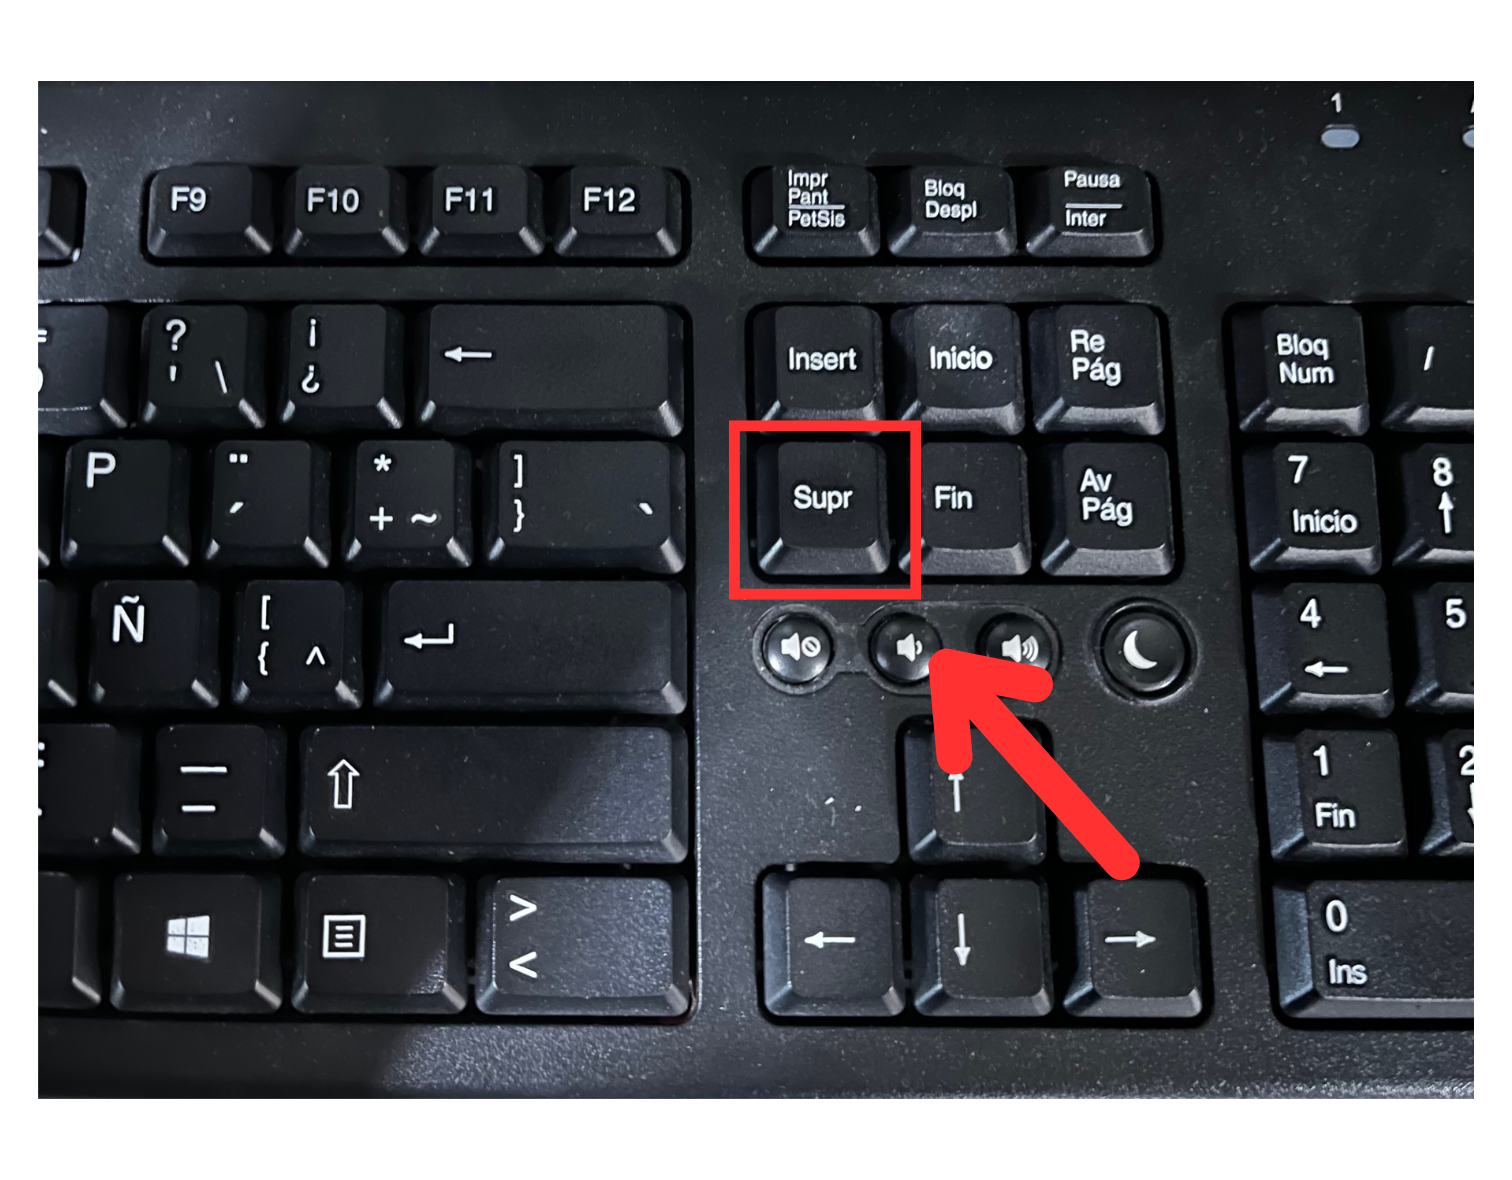 1
F9 F10 F11 F12
Impr
Pant
PetSis
Bloq
Despl
Pausa
Inter
?
' \
¡
¿
←
Insert
Inicio
Re
Pág
Bloq
Num
/
P
¨
´
*
+ ~
]
} `
Supr
Fin
Av
Pág
7
Inicio
8
↑
Ñ
[
{ ^
↵
4
←
5
—
–
⇧
↑
1
Fin
2
>
<
←
↓
→
0
Ins